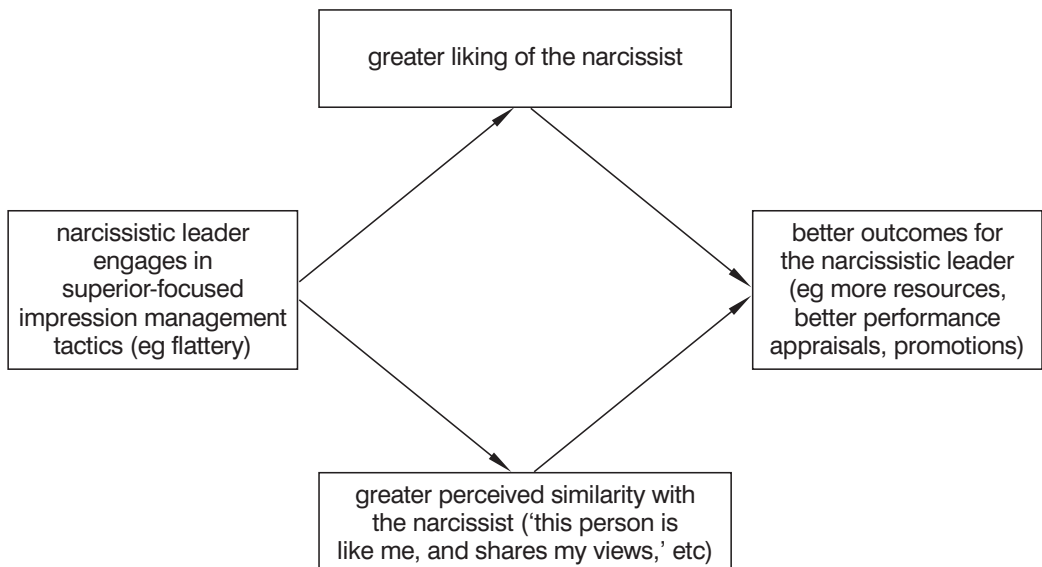 greater liking of the narcissist
narcissistic leader
engages in
superior-focused
impression management
tactics (eg flattery)
better outcomes for
the narcissistic leader
(eg more resources,
better performance
appraisals, promotions)
greater perceived similarity with
the narcissist (‘this person is
like me, and shares my views,’ etc)